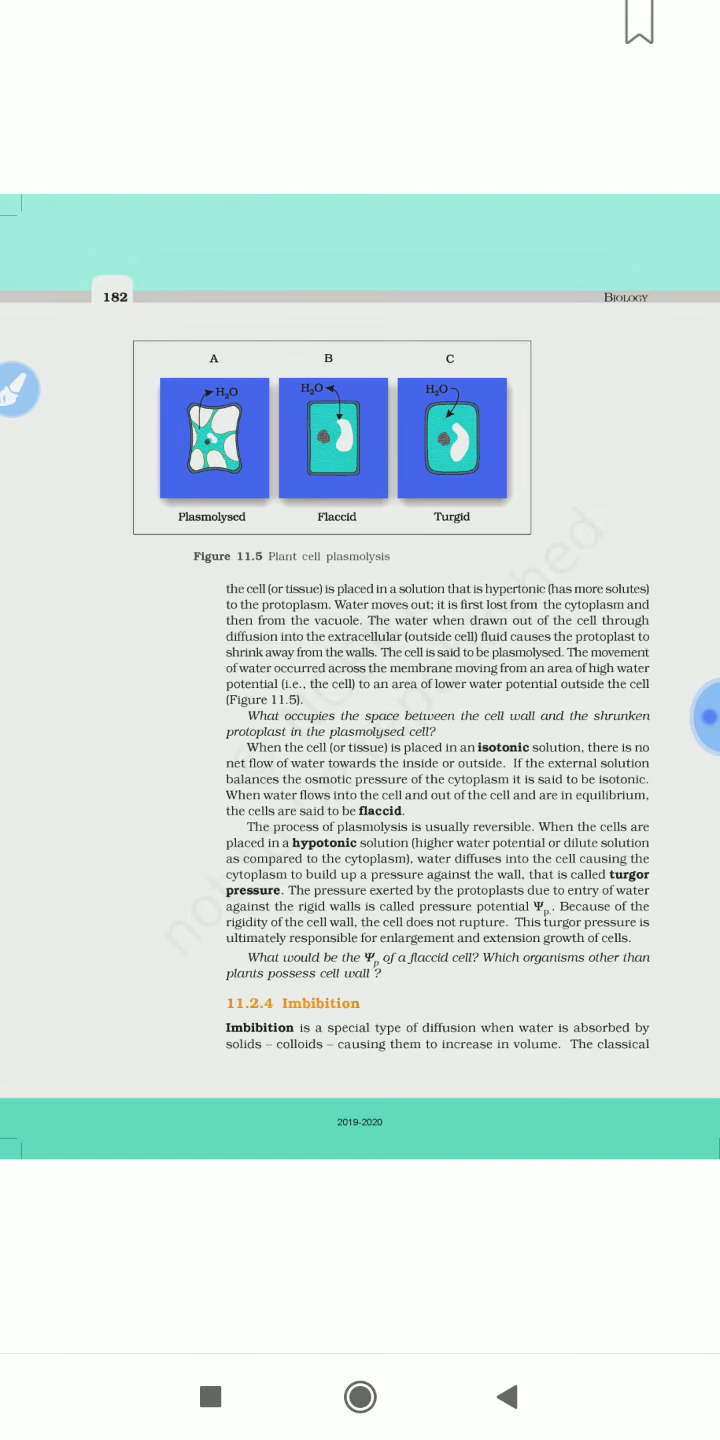 182
BIOLOGY
A B C
H₂O H₂O H₂O
Plasmolysed Flaccid Turgid
Figure 11.5 Plant cell plasmolysis
the cell (or tissue) is placed in a solution that is hypertonic (has more solutes)
to the protoplasm. Water moves out; it is first lost from the cytoplasm and
then from the vacuole. The water when drawn out of the cell through
diffusion into the extracellular (outside cell) fluid causes the protoplast to
shrink away from the walls. The cell is said to be plasmolysed. The movement
of water occurred across the membrane moving from an area of high water
potential (i.e., the cell) to an area of lower water potential outside the cell
(Figure 11.5).
What occupies the space between the cell wall and the shrunken
protoplast in the plasmolysed cell?
When the cell (or tissue) is placed in an isotonic solution, there is no
net flow of water towards the inside or outside. If the external solution
balances the osmotic pressure of the cytoplasm it is said to be isotonic.
When water flows into the cell and out of the cell and are in equilibrium,
the cells are said to be flaccid.
The process of plasmolysis is usually reversible. When the cells are
placed in a hypotonic solution (higher water potential or dilute solution
as compared to the cytoplasm), water diffuses into the cell causing the
cytoplasm to build up a pressure against the wall, that is called turgor
pressure. The pressure exerted by the protoplasts due to entry of water
against the rigid walls is called pressure potential Ψp. Because of the
rigidity of the cell wall, the cell does not rupture. This turgor pressure is
ultimately responsible for enlargement and extension growth of cells.
What would be the Ψp of a flaccid cell? Which organisms other than
plants possess cell wall ?
11.2.4 Imbibition
Imbibition is a special type of diffusion when water is absorbed by
solids – colloids – causing them to increase in volume. The classical
2019-2020